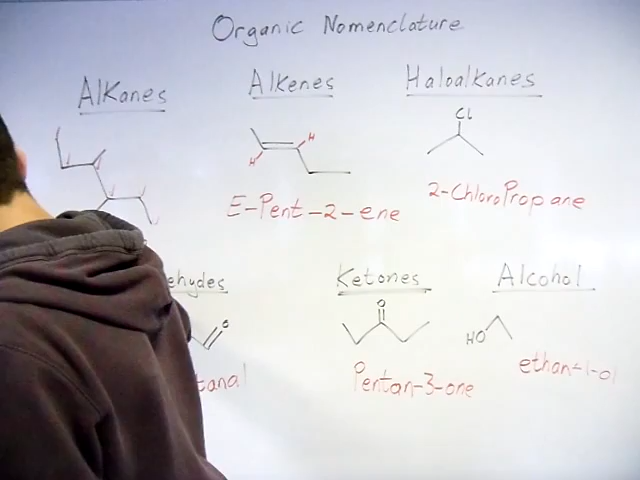 Organic Nomenclature
Alkanes
Alkenes
Haloalkanes
Cl
H
H
E-Pent-2-ene
2-ChloroPropane
ehydes
Ketones
Alcohol
O
O
HO
tanal
Pentan-3-one
ethan-1-ol